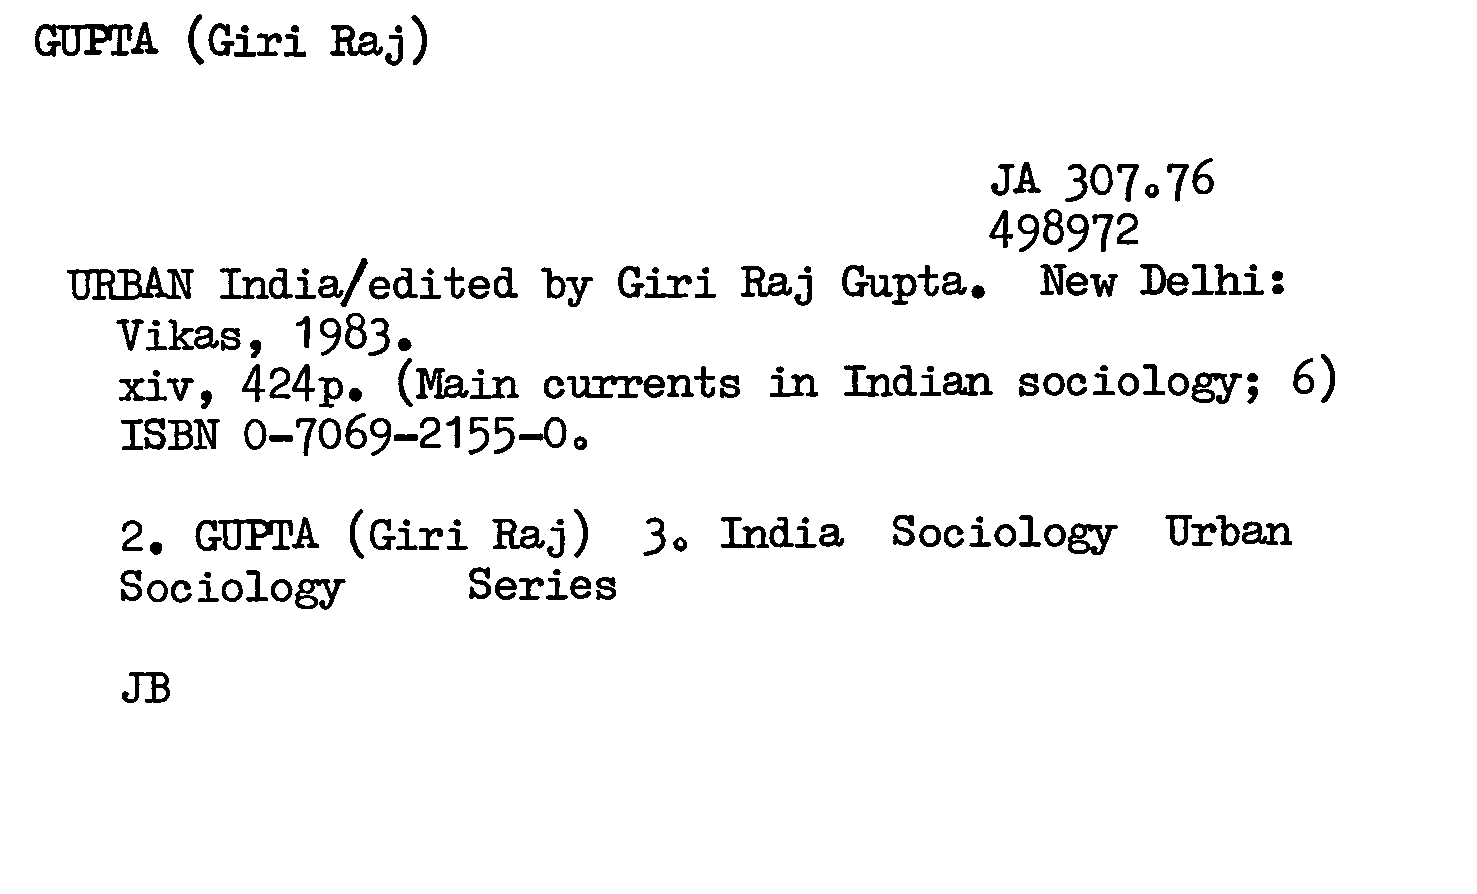 GUPTA (Giri Raj)
JA 307.76
498972
URBAN India/edited by Giri Raj Gupta. New Delhi:
Vikas, 1983.
xiv, 424p. (Main currents in Indian sociology; 6)
ISBN 0-7069-2155-0.
2. GUPTA (Giri Raj) 3. India Sociology Urban
Sociology Series
JB